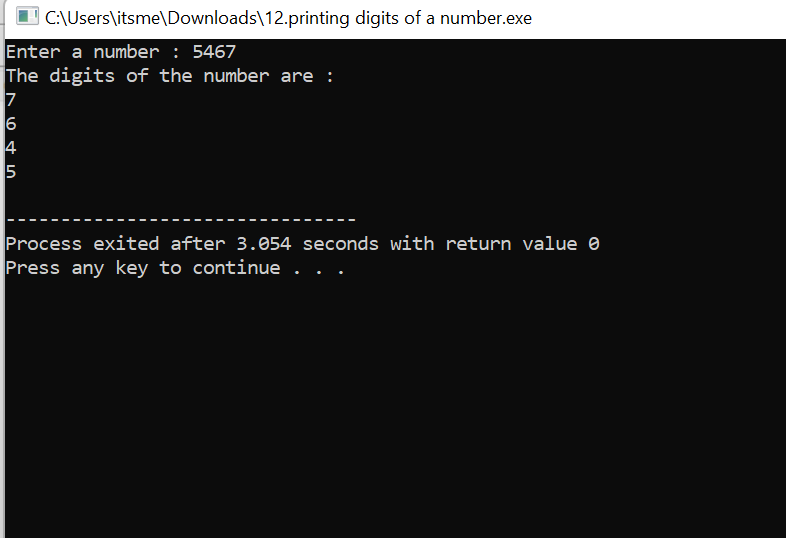 C:\Users\itsme\Downloads\12.printing digits of a number.exe
Enter a number : 5467
The digits of the number are :
7
6
4
5
--------------------------------
Process exited after 3.054 seconds with return value 0
Press any key to continue . . .